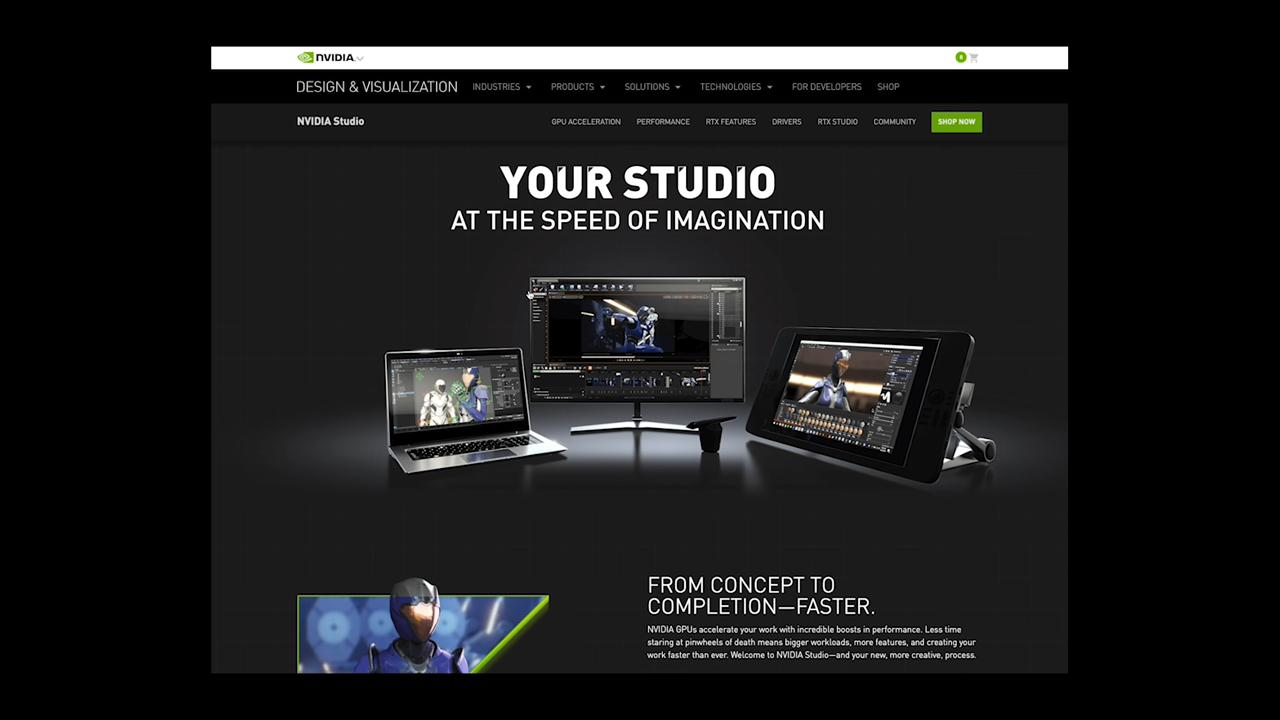 NVIDIA.
DESIGN & VISUALIZATION INDUSTRIES PRODUCTS SOLUTIONS TECHNOLOGIES FOR DEVELOPERS SHOP
NVIDIA Studio GPU ACCELERATION PERFORMANCE RTX FEATURES DRIVERS RTX STUDIO COMMUNITY SHOP NOW
YOUR STUDIO
AT THE SPEED OF IMAGINATION
FROM CONCEPT TO
COMPLETION—FASTER.
NVIDIA GPUs accelerate your work with incredible boosts in performance. Less time
staring at pinwheels of death means bigger workloads, more features, and creating your
work faster than ever. Welcome to NVIDIA Studio—and your new, more creative, process.